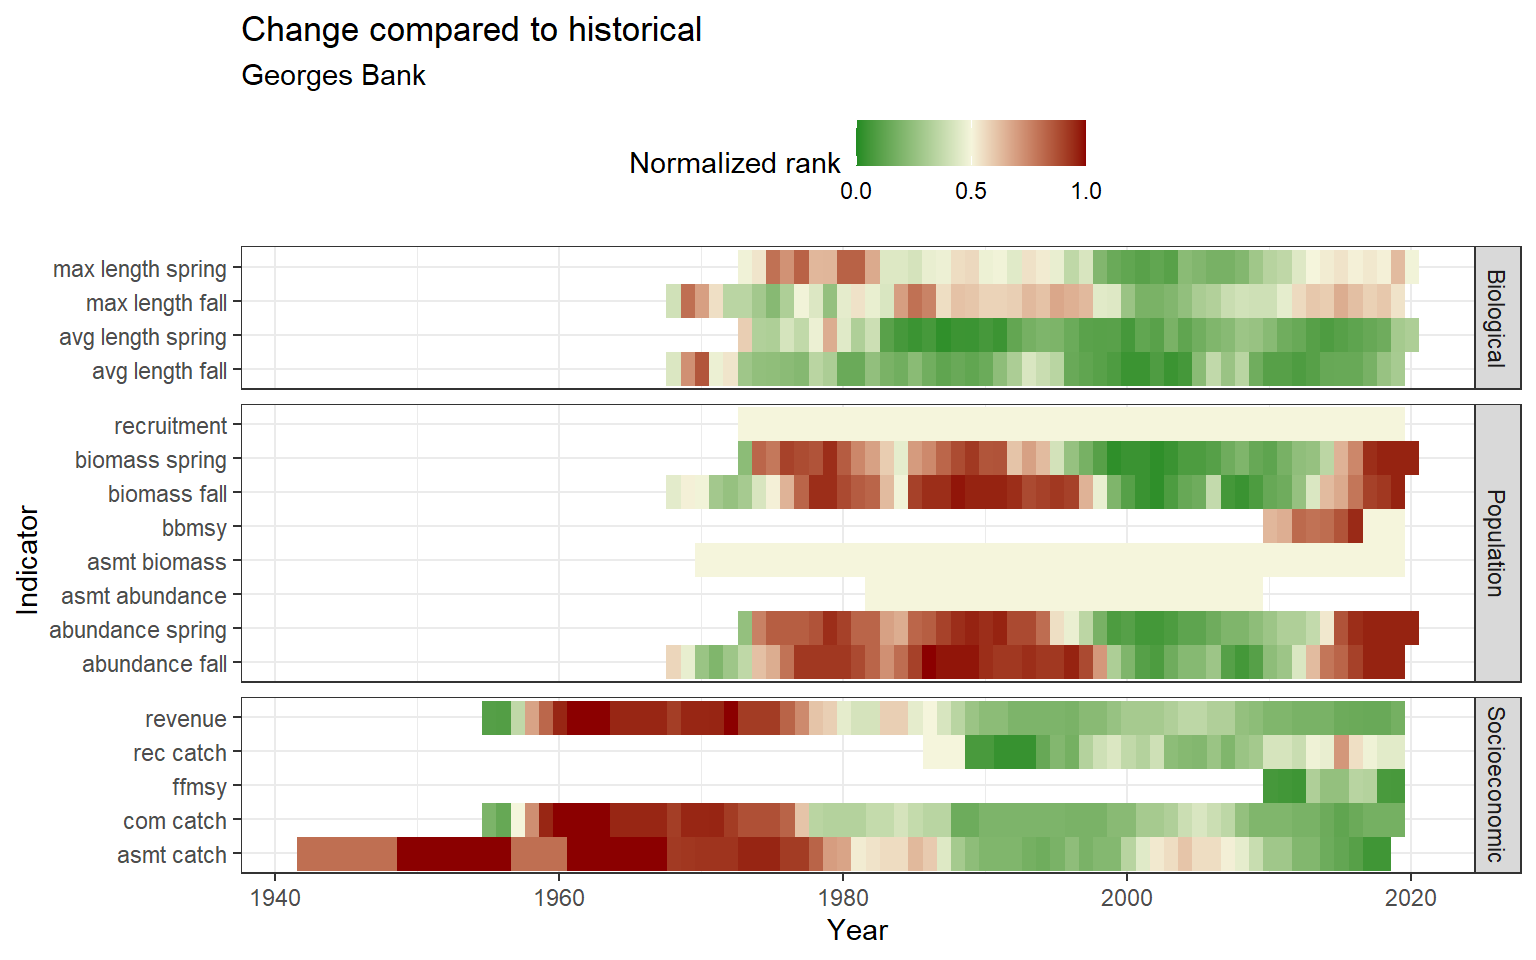 Change compared to historical
Georges Bank
Normalized rank
0.0 0.5 1.0
max length spring
max length fall
avg length spring
avg length fall
Biological
recruitment
biomass spring
biomass fall
bbmsy
asmt biomass
asmt abundance
abundance spring
abundance fall
Population
revenue
rec catch
ffmsy
com catch
asmt catch
Socioeconomic
Indicator
1940 1960 1980 2000 2020
Year